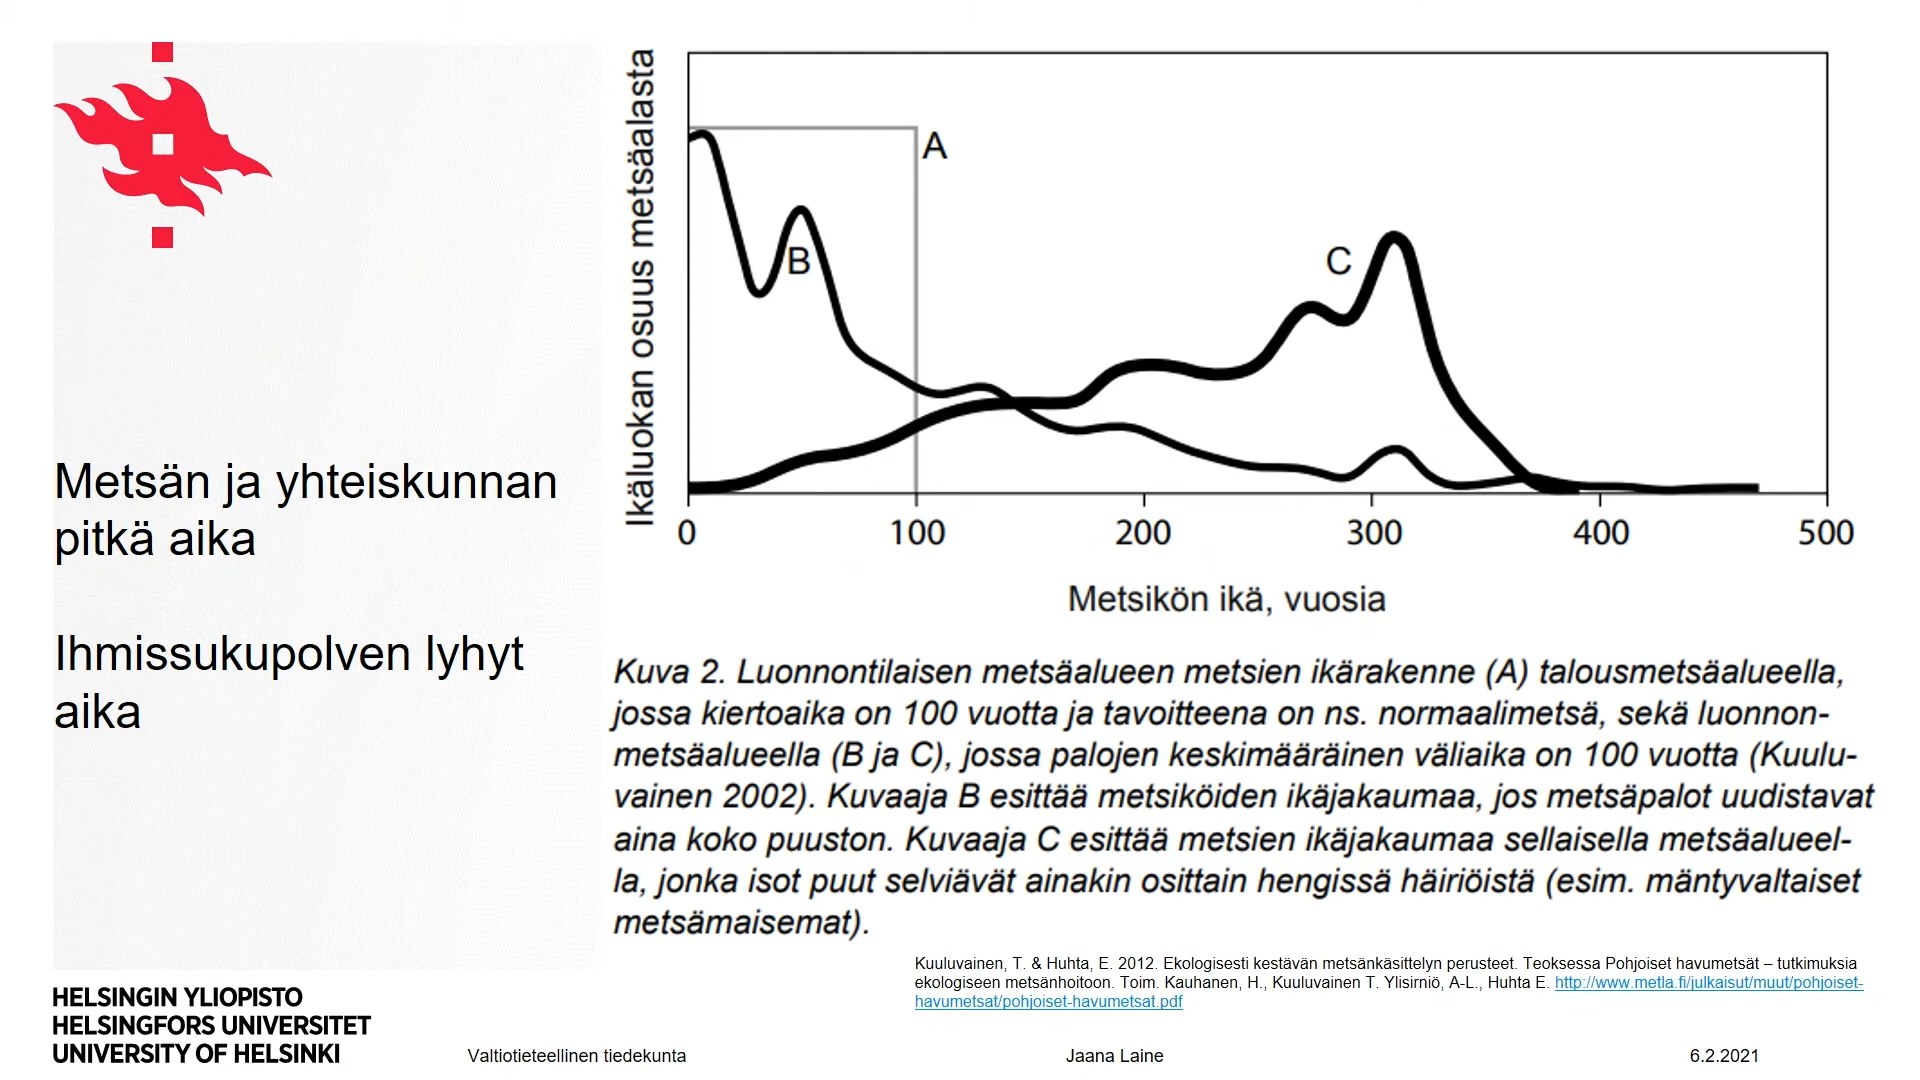 Metsän ja yhteiskunnan
pitkä aika
Ihmissukupolven lyhyt
aika
Ikäluokan osuus metsäalasta
A
B
C
0
100
200
300
400
500
Metsikön ikä, vuosia
Kuva 2. Luonnontilaisen metsäalueen metsien ikärakenne (A) talousmetsäalueella,
jossa kiertoaika on 100 vuotta ja tavoitteena on ns. normaalimetsä, sekä luonnon-
metsäalueella (B ja C), jossa palojen keskimääräinen väliaika on 100 vuotta (Kuulu-
vainen 2002). Kuvaaja B esittää metsiköiden ikäjakaumaa, jos metsäpalot uudistavat
aina koko puuston. Kuvaaja C esittää metsien ikäjakaumaa sellaisella metsäalueel-
la, jonka isot puut selviävät ainakin osittain hengissä häiriöistä (esim. mäntyvaltaiset
metsämaisemat).
Kuuluvainen, T. & Huhta, E. 2012. Ekologisesti kestävän metsänkäsittelyn perusteet. Teoksessa Pohjoiset havumetsät – tutkimuksia
ekologiseen metsänhoitoon. Toim. Kauhanen, H., Kuuluvainen T. Ylisirniö, A-L., Huhta E. http://www.metla.fi/julkaisut/muut/pohjoiset-
havumetsat/pohjoiset-havumetsat.pdf
HELSINGIN YLIOPISTO
HELSINGFORS UNIVERSITET
UNIVERSITY OF HELSINKI
Valtiotieteellinen tiedekunta
Jaana Laine
6.2.2021